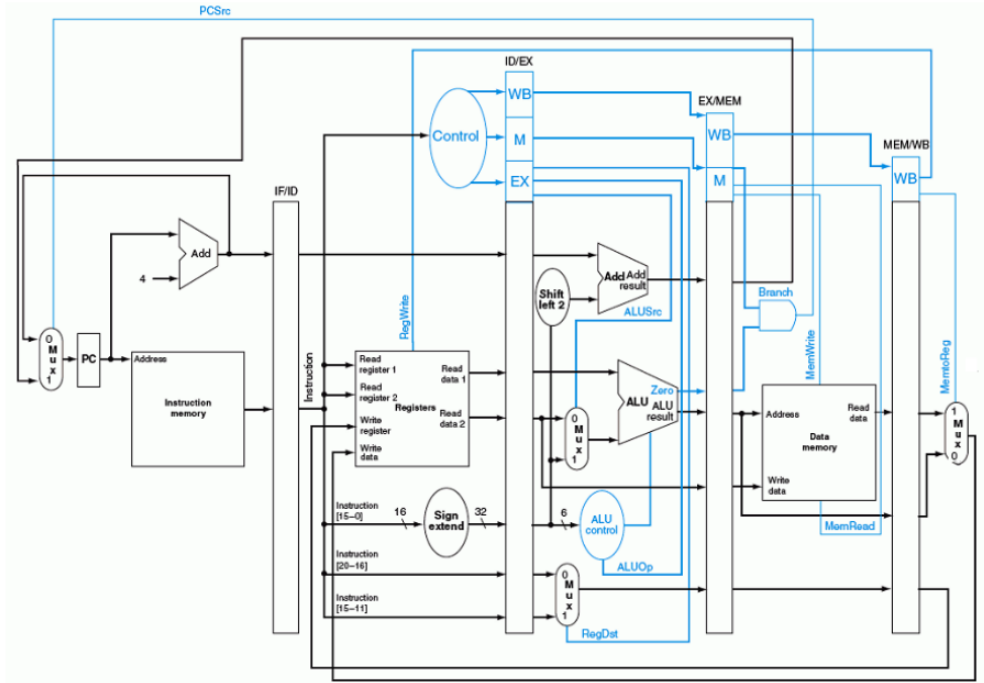 PCSrc
ID/EX
WB
EX/MEM
Control
M
WB
MEM/WB
EX
M
WB
IF/ID
Add
4
Add Add
result
Shift
left 2
ALUSrc
Branch
RegWrite
MemWrite
MemtoReg
0
M
u
x
1
PC
Address
Instruction
memory
Instruction
Read
register 1
Read
register 2
Write
register
Write
data
Registers
Read
data 1
Read
data 2
0
M
u
x
1
Zero
ALU
ALU
result
Address
Read
data
Data
memory
Write
data
1
M
u
x
0
Instruction
[15–0]
16
Sign
extend
32
6
ALU
control
MemRead
ALUOp
Instruction
[20–16]
Instruction
[15–11]
0
M
u
x
1
RegDst